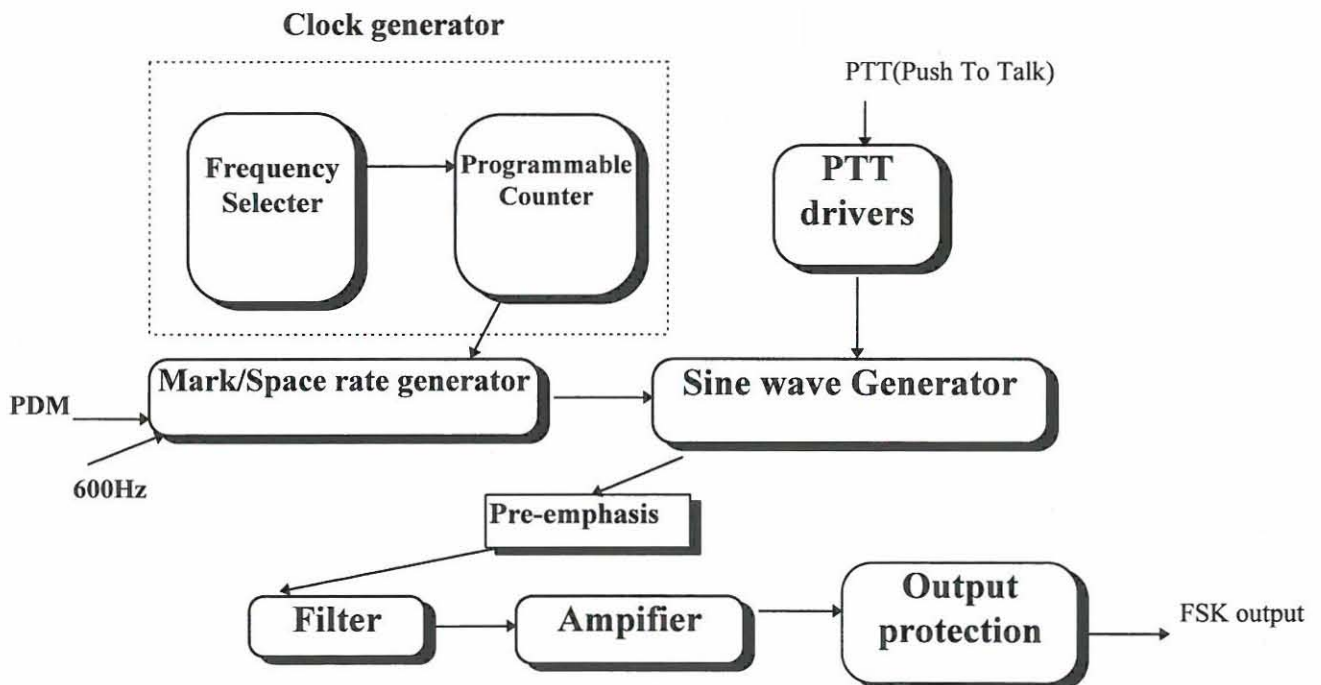 Clock generator
PTT(Push To Talk)
Frequency
Selecter
Programmable
Counter
PTT
drivers
Mark/Space rate generator
Sine wave Generator
PDM
600Hz
Pre-emphasis
Filter
Ampifier
Output
protection
FSK output